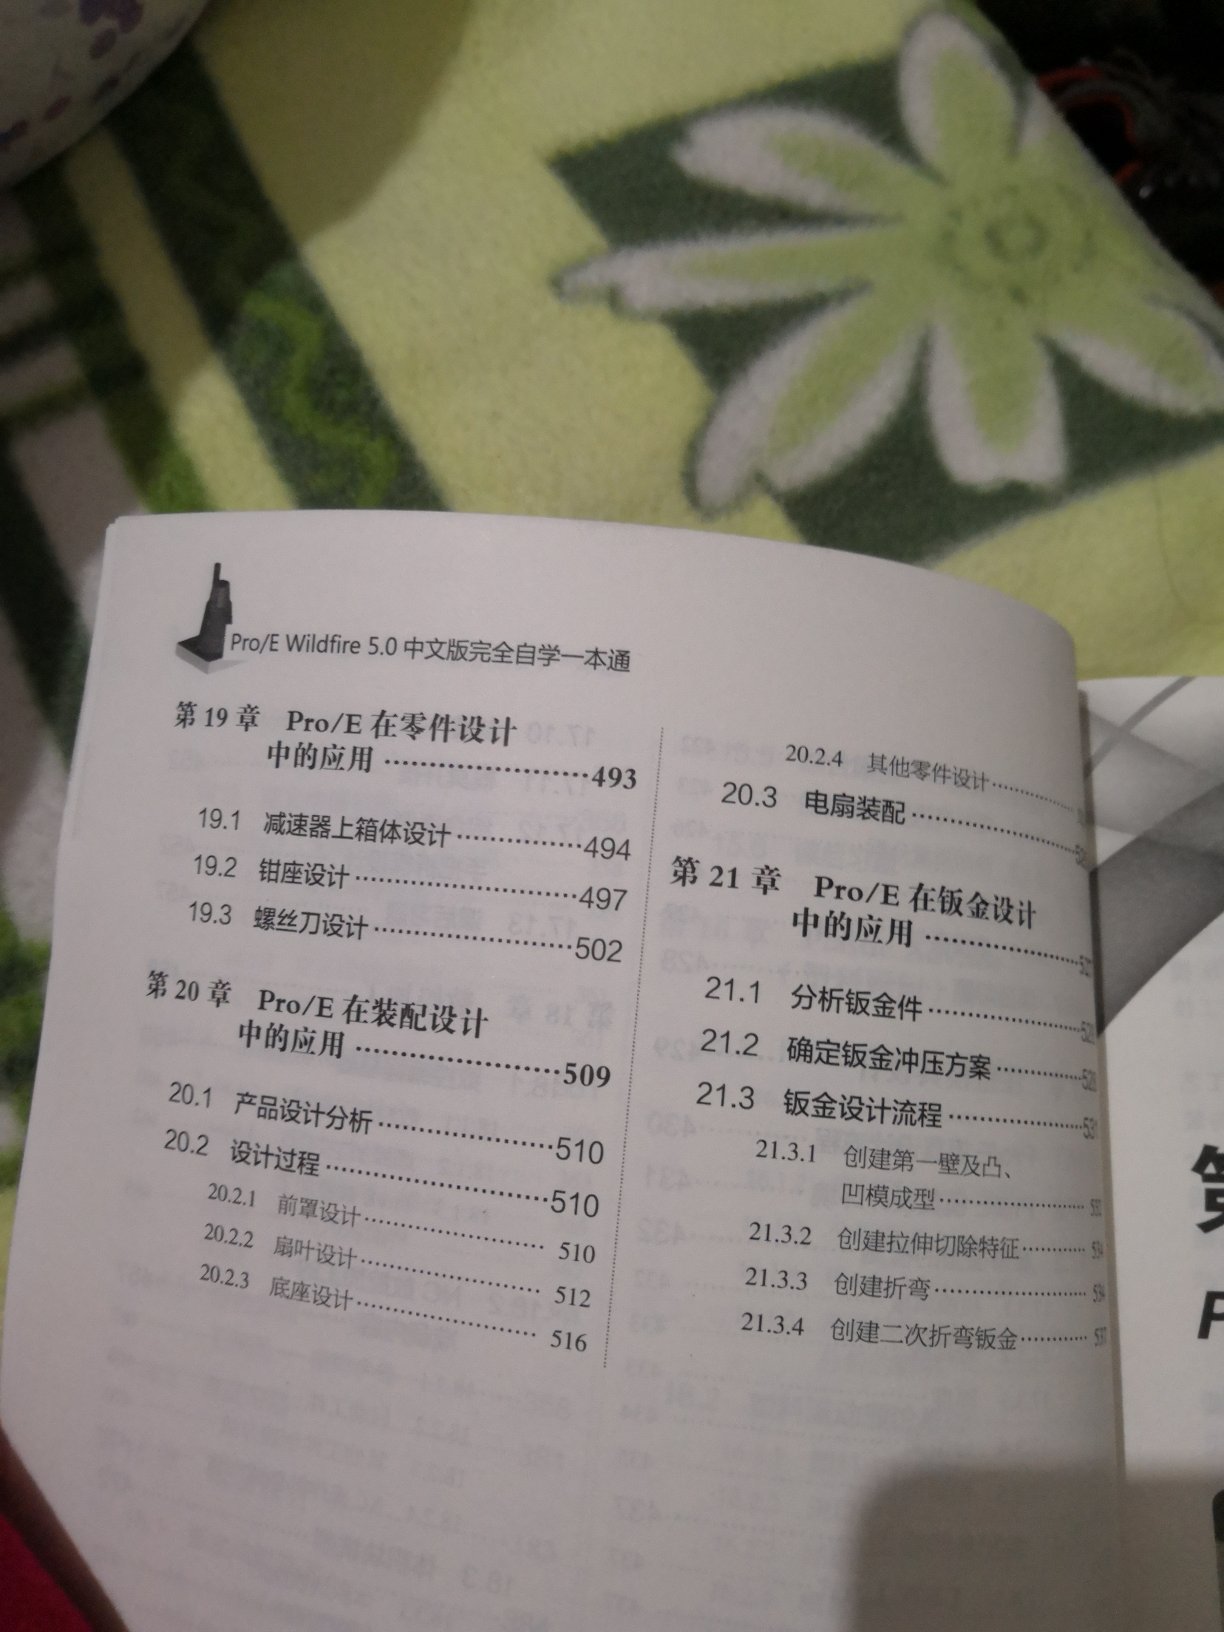 Pro/E Wildfire 5.0 中文版完全自学一本通
第 19 章 Pro/E 在零件设计
中的应用 ……………………493
19.1 减速器上箱体设计 ……………494
19.2 钳座设计 ……………………497
19.3 螺丝刀设计 ……………………502
第 20 章 Pro/E 在装配设计
中的应用 ……………………509
20.1 产品设计分析 ……………………510
20.2 设计过程 ……………………510
20.2.1 前罩设计 …………………… 510
20.2.2 扇叶设计 …………………… 512
20.2.3 底座设计 …………………… 516
20.2.4 其他零件设计 …………
20.3 电扇装配 ……………………
第 21 章 Pro/E 在钣金设计
中的应用 ……………………
21.1 分析钣金件 ……………………
21.2 确定钣金冲压方案 …………
21.3 钣金设计流程 ……………531
21.3.1 创建第一壁及凸、
凹模成型 ……………………
21.3.2 创建拉伸切除特征 …………534
21.3.3 创建折弯 ……………………534
21.3.4 创建二次折弯钣金 …………537